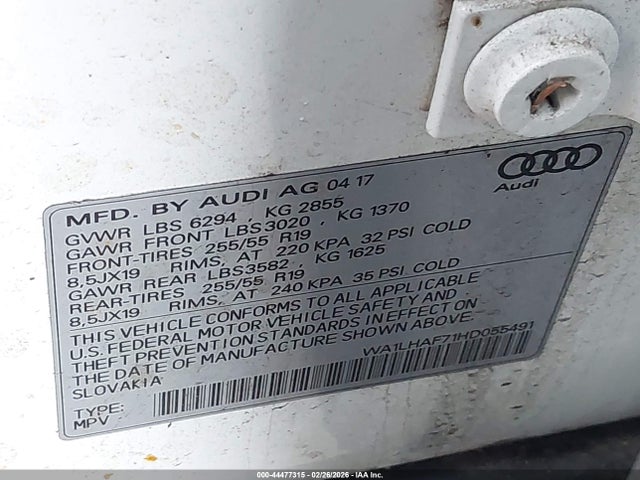 MFD. BY AUDI AG 04 17
GVWR LBS 6294 KG 2855
GAWR FRONT LBS3020, KG 1370
FRONT-TIRES 255/55 R19
8,5JX19 RIMS, AT 220 KPA 32 PSI COLD
GAWR REAR LBS3582, KG 1625
REAR-TIRES 255/55 R19
8,5JX19 RIMS, AT 240 KPA 35 PSI COLD
THIS VEHICLE CONFORMS TO ALL APPLICABLE
U.S. FEDERAL MOTOR VEHICLE SAFETY AND
THEFT PREVENTION STANDARDS IN EFFECT ON
THE DATE OF MANUFACTURE SHOWN ABOVE.
SLOVAKIA
WA1LHAF71HD055491
TYPE:
MPV
Audi
000-44477315 - 02/26/2026 - IAA Inc.